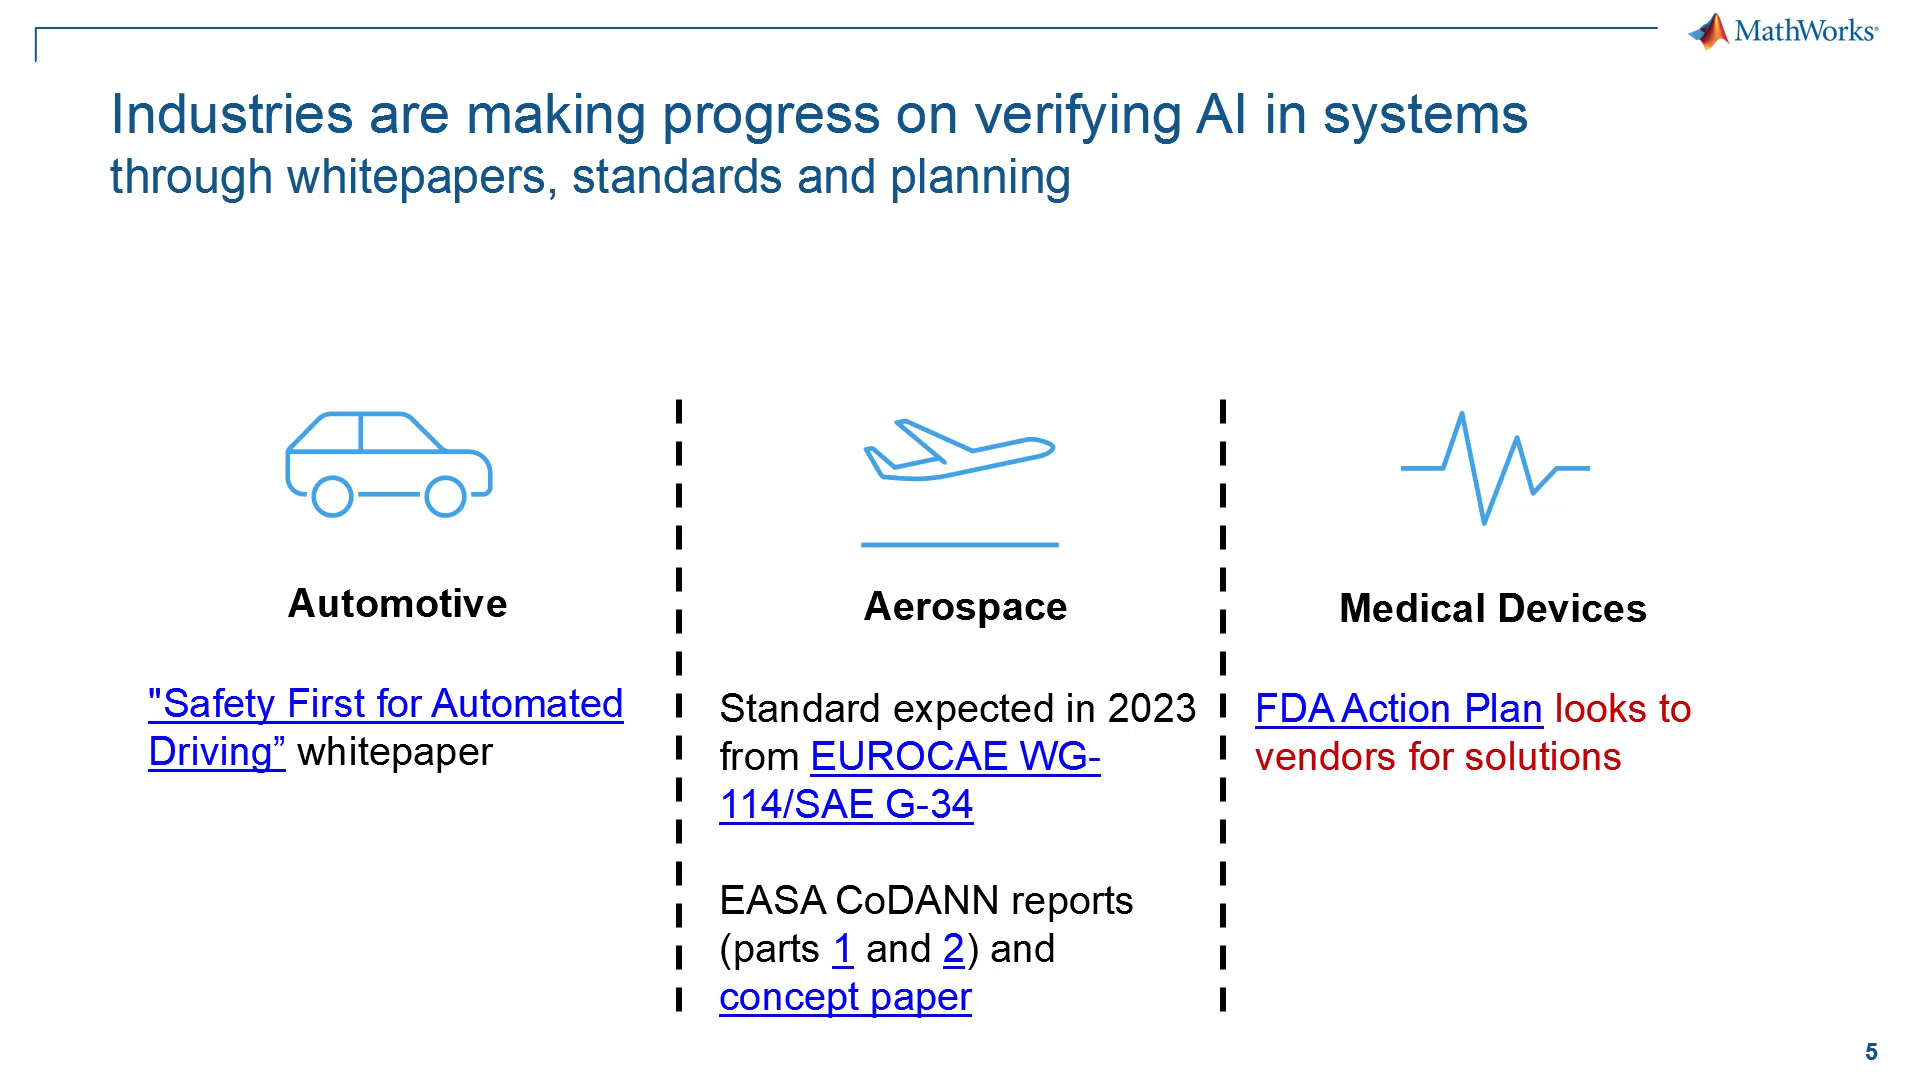 MathWorks®
Industries are making progress on verifying AI in systems
through whitepapers, standards and planning
Automotive
"Safety First for Automated
Driving” whitepaper
Aerospace
Standard expected in 2023
from EUROCAE WG-
114/SAE G-34
EASA CoDANN reports
(parts 1 and 2) and
concept paper
Medical Devices
FDA Action Plan looks to
vendors for solutions
5